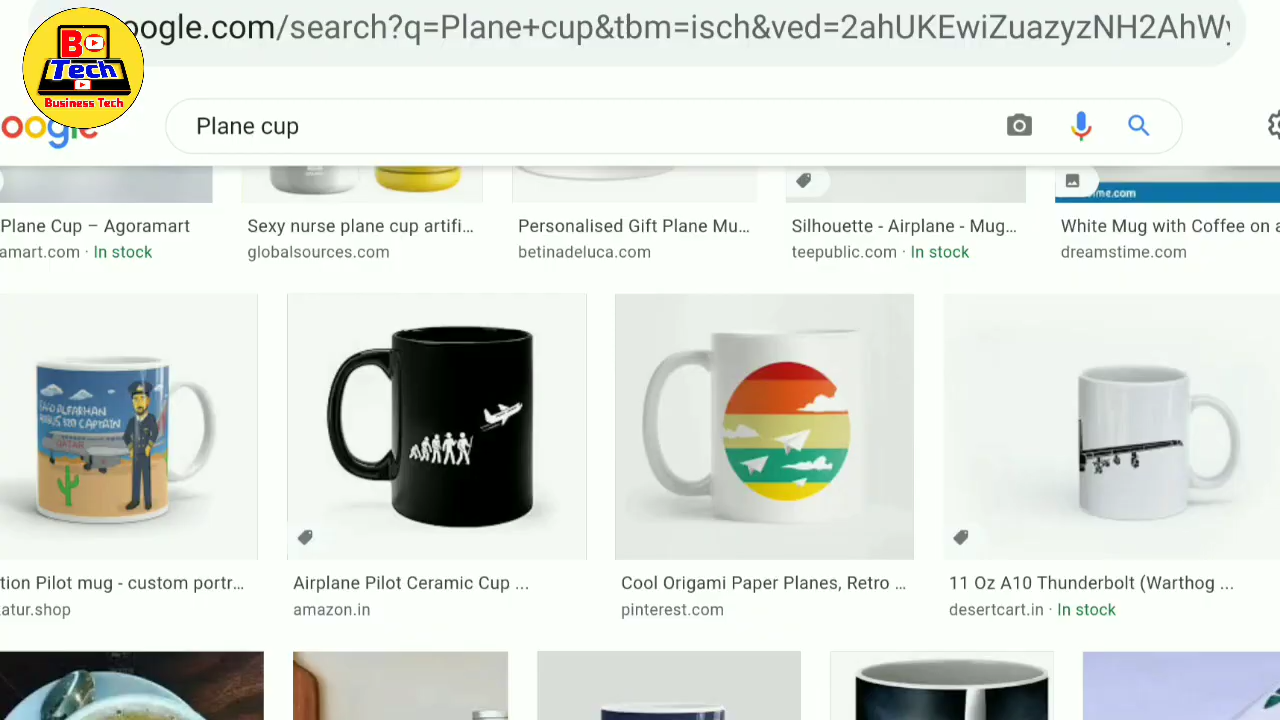 oogle.com/search?q=Plane+cup&tbm=isch&ved=2ahUKEwiZuazyzNH2AhWy
B
Tech
Business Tech
oogle
Plane cup
ime.com
Plane Cup – Agoramart
amart.com · In stock
Sexy nurse plane cup artifi...
globalsources.com
Personalised Gift Plane Mu...
betinadeluca.com
Silhouette - Airplane - Mug...
teepublic.com · In stock
White Mug with Coffee on a
dreamstime.com
QATAR
tion Pilot mug - custom portr...
atur.shop
Airplane Pilot Ceramic Cup ...
amazon.in
Cool Origami Paper Planes, Retro ...
pinterest.com
11 Oz A10 Thunderbolt (Warthog ...
desertcart.in · In stock